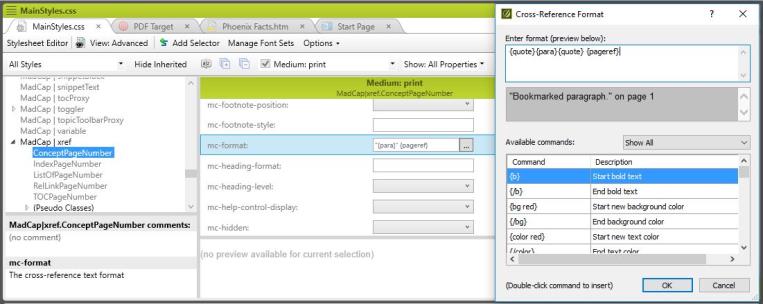 MainStyles.css
MainStyles.css × PDF Target × Phoenix Facts.htm × Start Page ×
Stylesheet Editor View: Advanced Add Selector Manage Font Sets Options
All Styles Hide Inherited Medium: print Show: All Properties
MadCap | snippetText
MadCap | tocProxy
MadCap | toggler
MadCap | topicToolbarProxy
MadCap | variable
MadCap | xref
ConceptPageNumber
IndexPageNumber
ListOfPageNumber
RelLinkPageNumber
TOCPageNumber
(Pseudo Classes)
MadCap|xref.ConceptPageNumber comments:
(no comment)
mc-format
The cross-reference text format
Medium: print
MadCap|xref.ConceptPageNumber
mc-footnote-position:
mc-footnote-style:
mc-format: "{para}" {pageref} ...
mc-heading-format:
mc-heading-level:
mc-help-control-display:
mc-hidden:
(no preview available for current selection)
Cross-Reference Format ? ×
Enter format (preview below):
{quote}{para}{quote} {pageref}
"Bookmarked paragraph." on page 1
Available commands: Show All
Command Description
{b} Start bold text
{/b} End bold text
{bg red} Start new background color
{/bg} End background color
{color red} Start new text color
{/color} End text color
(Double-click command to insert) OK Cancel